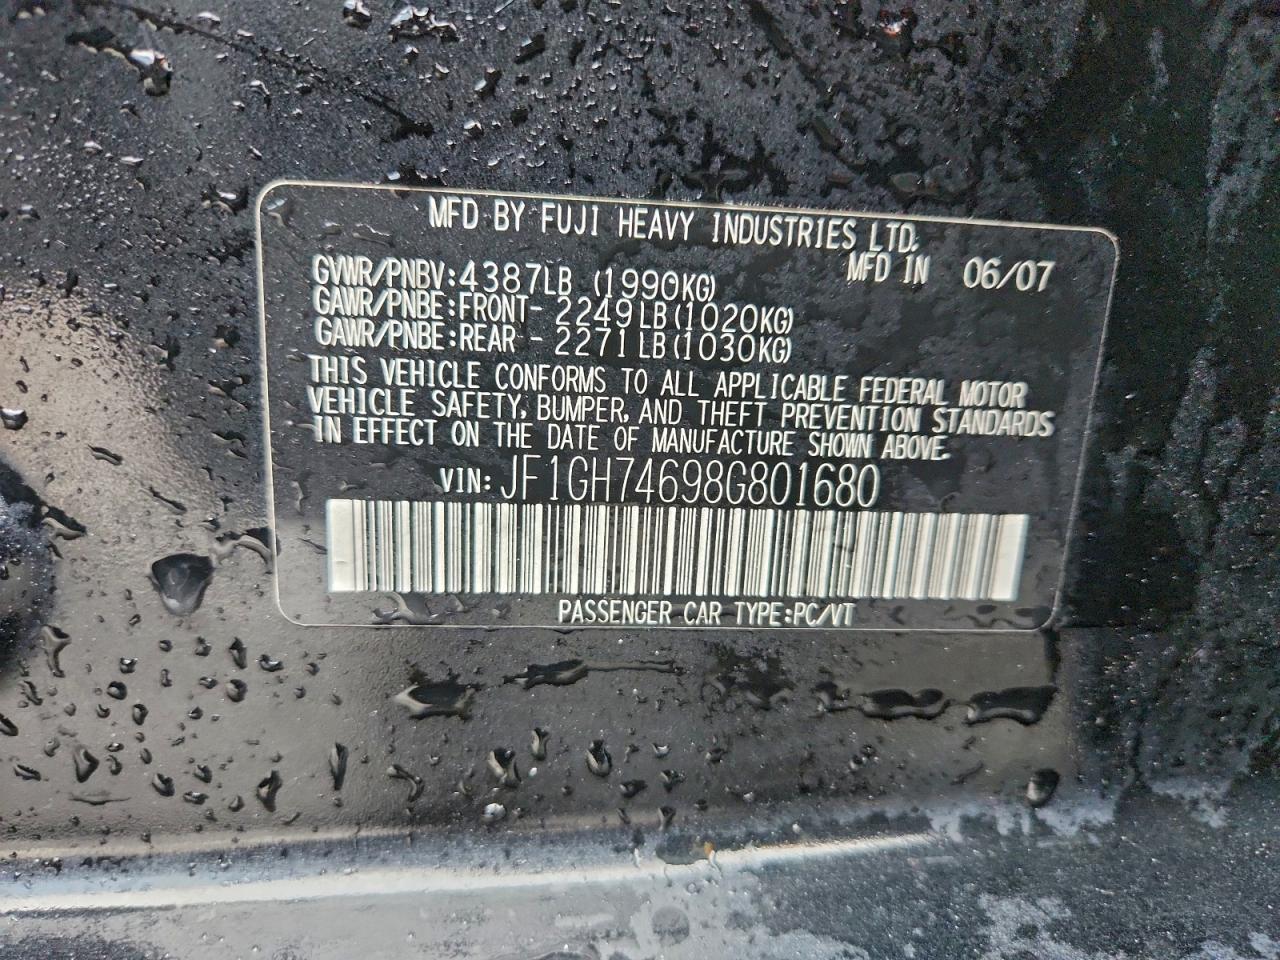 MFD BY FUJI HEAVY INDUSTRIES LTD.
MFD IN 06/07
GVWR/PNBV:4387LB (1990KG)
GAWR/PNBE:FRONT- 2249LB(1020KG)
GAWR/PNBE:REAR - 2271LB(1030KG)
THIS VEHICLE CONFORMS TO ALL APPLICABLE FEDERAL MOTOR
VEHICLE SAFETY, BUMPER, AND THEFT PREVENTION STANDARDS
IN EFFECT ON THE DATE OF MANUFACTURE SHOWN ABOVE.
VIN: JF1GH74698G801680
PASSENGER CAR TYPE:PC/VT